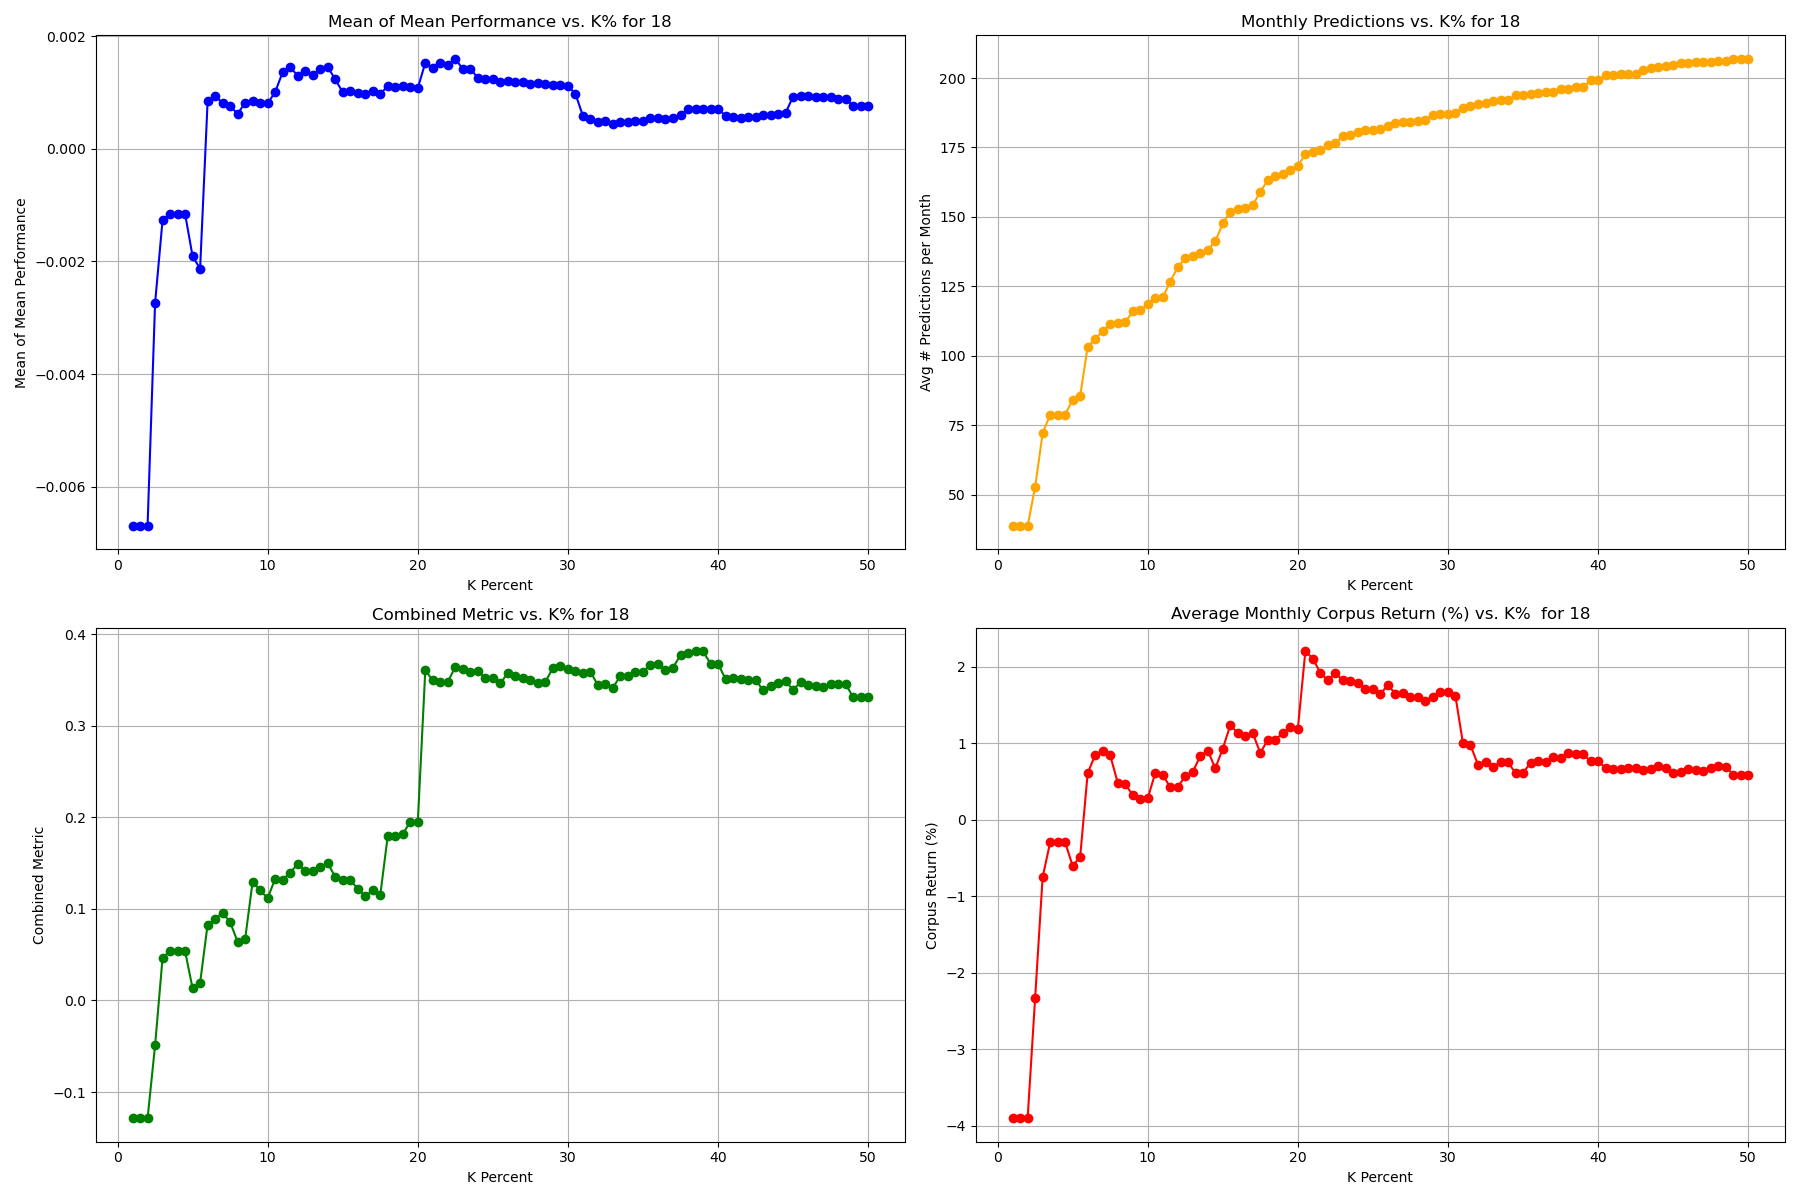 Mean of Mean Performance vs. K% for 18
0.002
0.000
−0.002
−0.004
−0.006
Mean of Mean Performance
0 10 20 30 40 50
K Percent
Monthly Predictions vs. K% for 18
200
175
150
125
100
75
50
Avg # Predictions per Month
0 10 20 30 40 50
K Percent
Combined Metric vs. K% for 18
0.4
0.3
0.2
0.1
0.0
−0.1
Combined Metric
0 10 20 30 40 50
K Percent
Average Monthly Corpus Return (%) vs. K%  for 18
2
1
0
−1
−2
−3
−4
Corpus Return (%)
0 10 20 30 40 50
K Percent